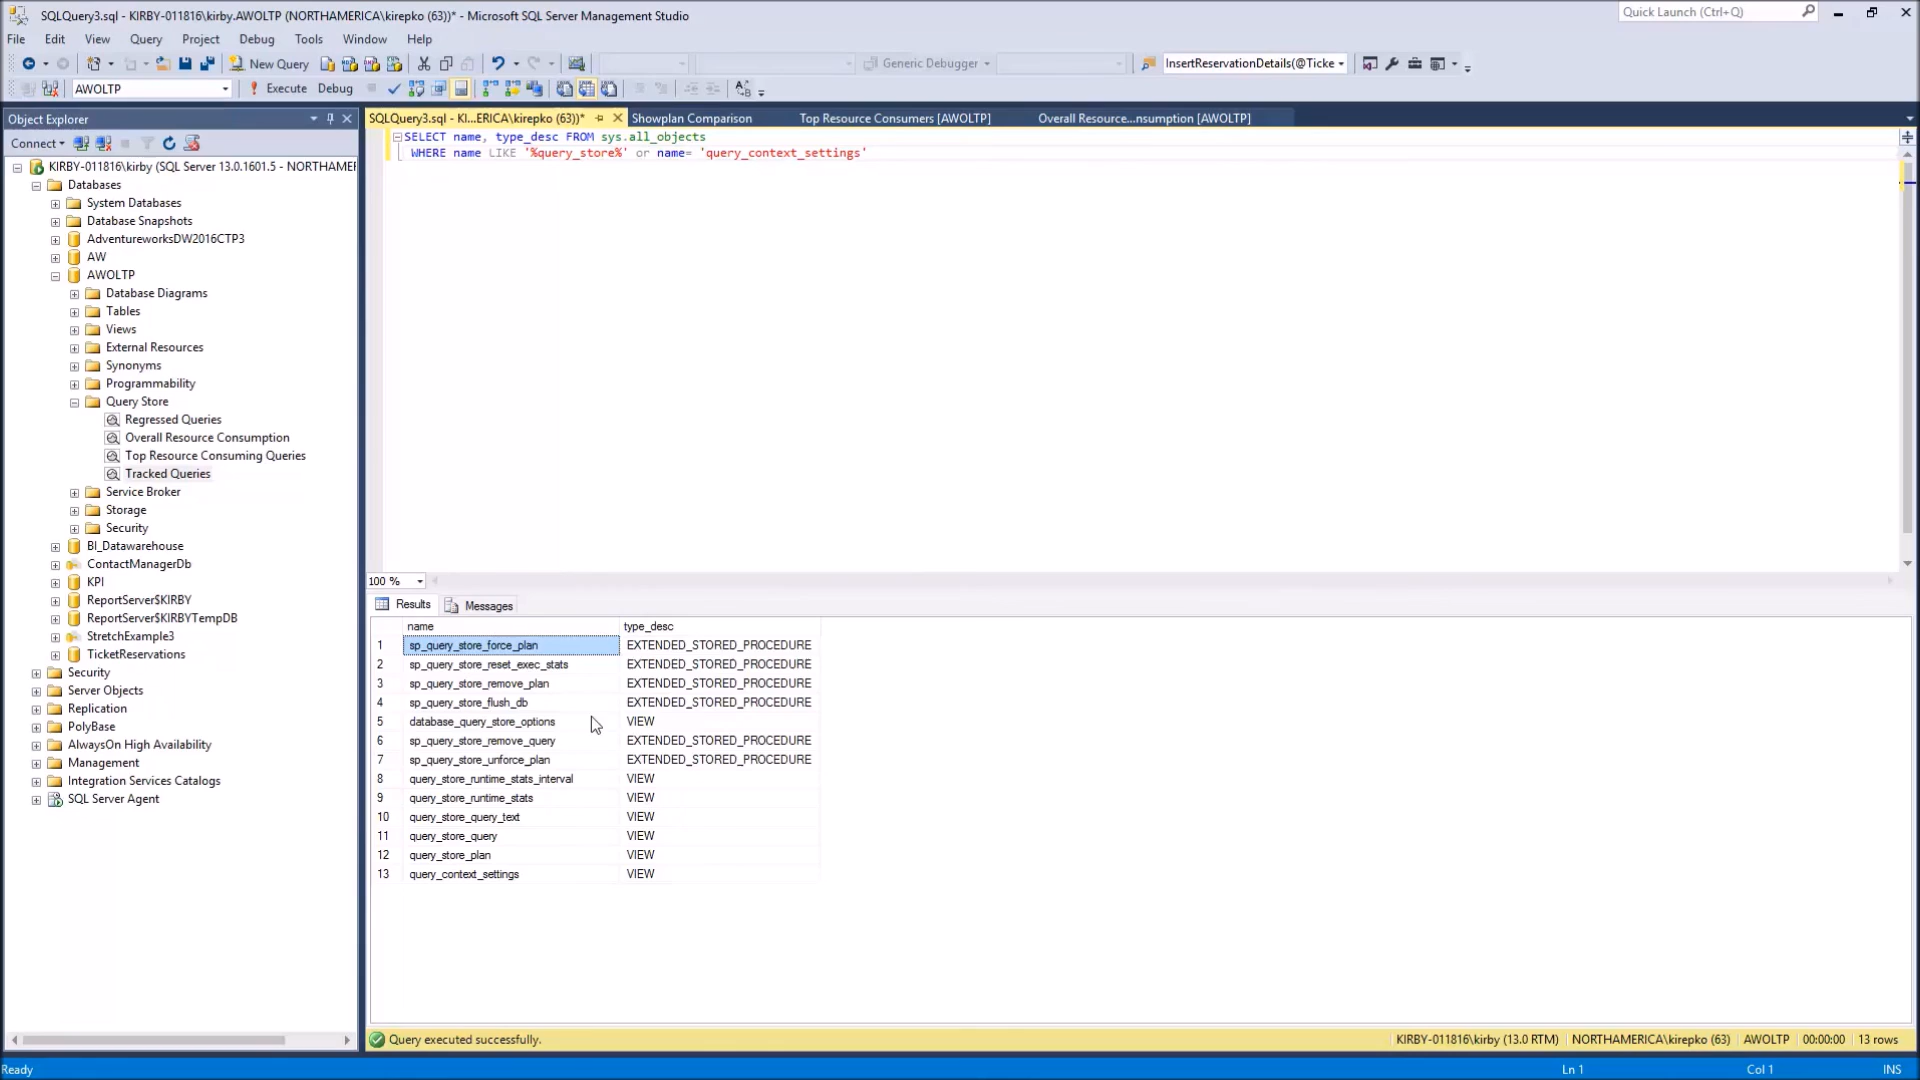 SQLQuery3.sql - KIRBY-011816\kirby.AWOLTP (NORTHAMERICA\kirepko (63))* - Microsoft SQL Server Management Studio
Quick Launch (Ctrl+Q)
File Edit View Query Project Debug Tools Window Help
New Query
Generic Debugger
InsertReservationDetails(@Ticke
AWOLTP
Execute Debug
Object Explorer
SQLQuery3.sql - KI...ERICA\kirepko (63))* Showplan Comparison Top Resource Consumers [AWOLTP] Overall Resource...nsumption [AWOLTP]
Connect
SELECT name, type_desc FROM sys.all_objects
WHERE name LIKE '%query_store%' or name= 'query_context_settings'
KIRBY-011816\kirby (SQL Server 13.0.1601.5 - NORTHAMER
Databases
System Databases
Database Snapshots
AdventureworksDW2016CTP3
AW
AWOLTP
Database Diagrams
Tables
Views
External Resources
Synonyms
Programmability
Query Store
Regressed Queries
Overall Resource Consumption
Top Resource Consuming Queries
Tracked Queries
Service Broker
Storage
Security
BI_Datawarehouse
ContactManagerDb
KPI
ReportServer$KIRBY
ReportServer$KIRBYTempDB
StretchExample3
TicketReservations
Security
Server Objects
Replication
PolyBase
AlwaysOn High Availability
Management
Integration Services Catalogs
SQL Server Agent
100 %
Results Messages
name type_desc
1 sp_query_store_force_plan EXTENDED_STORED_PROCEDURE
2 sp_query_store_reset_exec_stats EXTENDED_STORED_PROCEDURE
3 sp_query_store_remove_plan EXTENDED_STORED_PROCEDURE
4 sp_query_store_flush_db EXTENDED_STORED_PROCEDURE
5 database_query_store_options VIEW
6 sp_query_store_remove_query EXTENDED_STORED_PROCEDURE
7 sp_query_store_unforce_plan EXTENDED_STORED_PROCEDURE
8 query_store_runtime_stats_interval VIEW
9 query_store_runtime_stats VIEW
10 query_store_query_text VIEW
11 query_store_query VIEW
12 query_store_plan VIEW
13 query_context_settings VIEW
Query executed successfully.
KIRBY-011816\kirby (13.0 RTM) NORTHAMERICA\kirepko (63) AWOLTP 00:00:00 13 rows
Ready
Ln 1 Col 1 INS